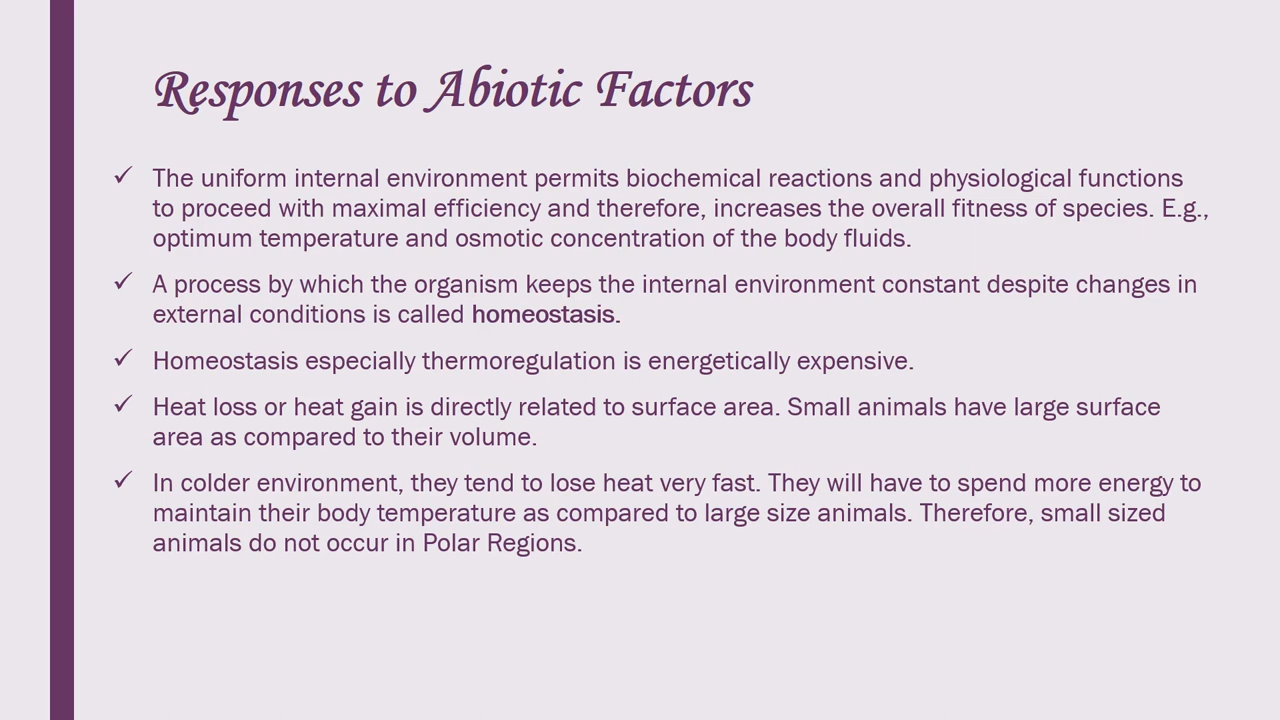 Responses to Abiotic Factors
✓ The uniform internal environment permits biochemical reactions and physiological functions
to proceed with maximal efficiency and therefore, increases the overall fitness of species. E.g.,
optimum temperature and osmotic concentration of the body fluids.
✓ A process by which the organism keeps the internal environment constant despite changes in
external conditions is called homeostasis.
✓ Homeostasis especially thermoregulation is energetically expensive.
✓ Heat loss or heat gain is directly related to surface area. Small animals have large surface
area as compared to their volume.
✓ In colder environment, they tend to lose heat very fast. They will have to spend more energy to
maintain their body temperature as compared to large size animals. Therefore, small sized
animals do not occur in Polar Regions.